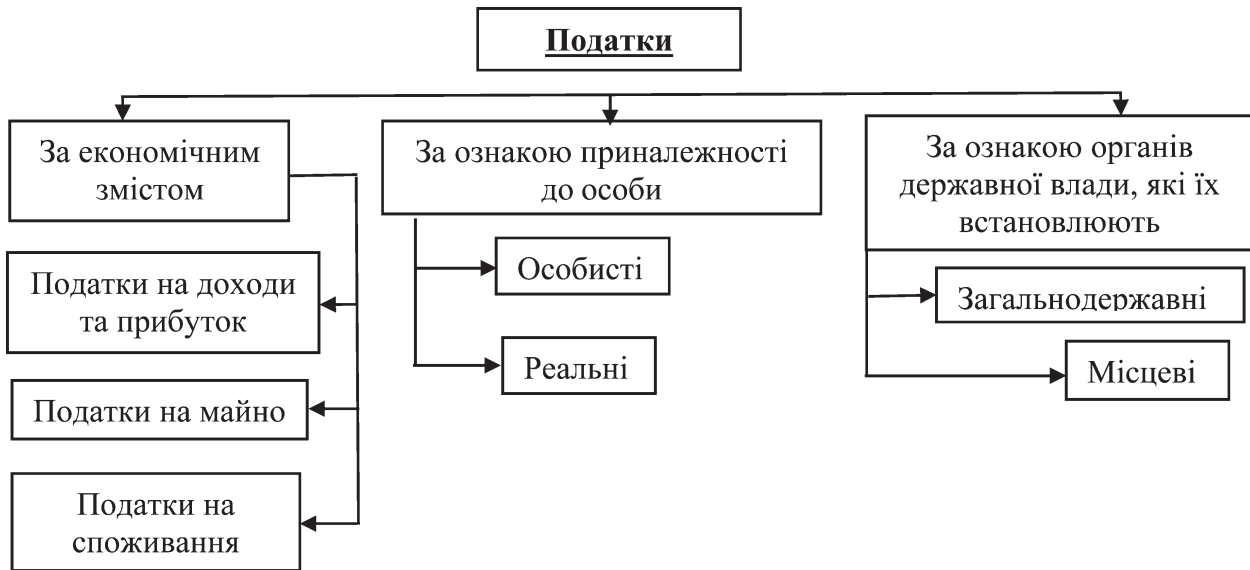 Податки
За економічним
змістом
Податки на доходи
та прибуток
Податки на майно
Податки на
споживання
За ознакою приналежності
до особи
Особисті
Реальні
За ознакою органів
державної влади, які їх
встановлюють
Загальнодержавні
Місцеві